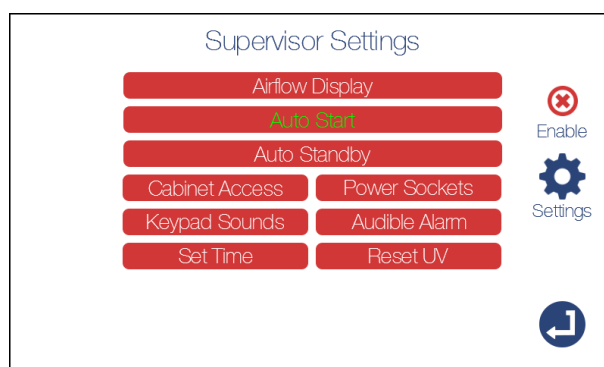 Supervisor Settings
Airflow Display
Auto Start
Auto Standby
Cabinet Access
Power Sockets
Keypad Sounds
Audible Alarm
Set Time
Reset UV
Enable
Settings